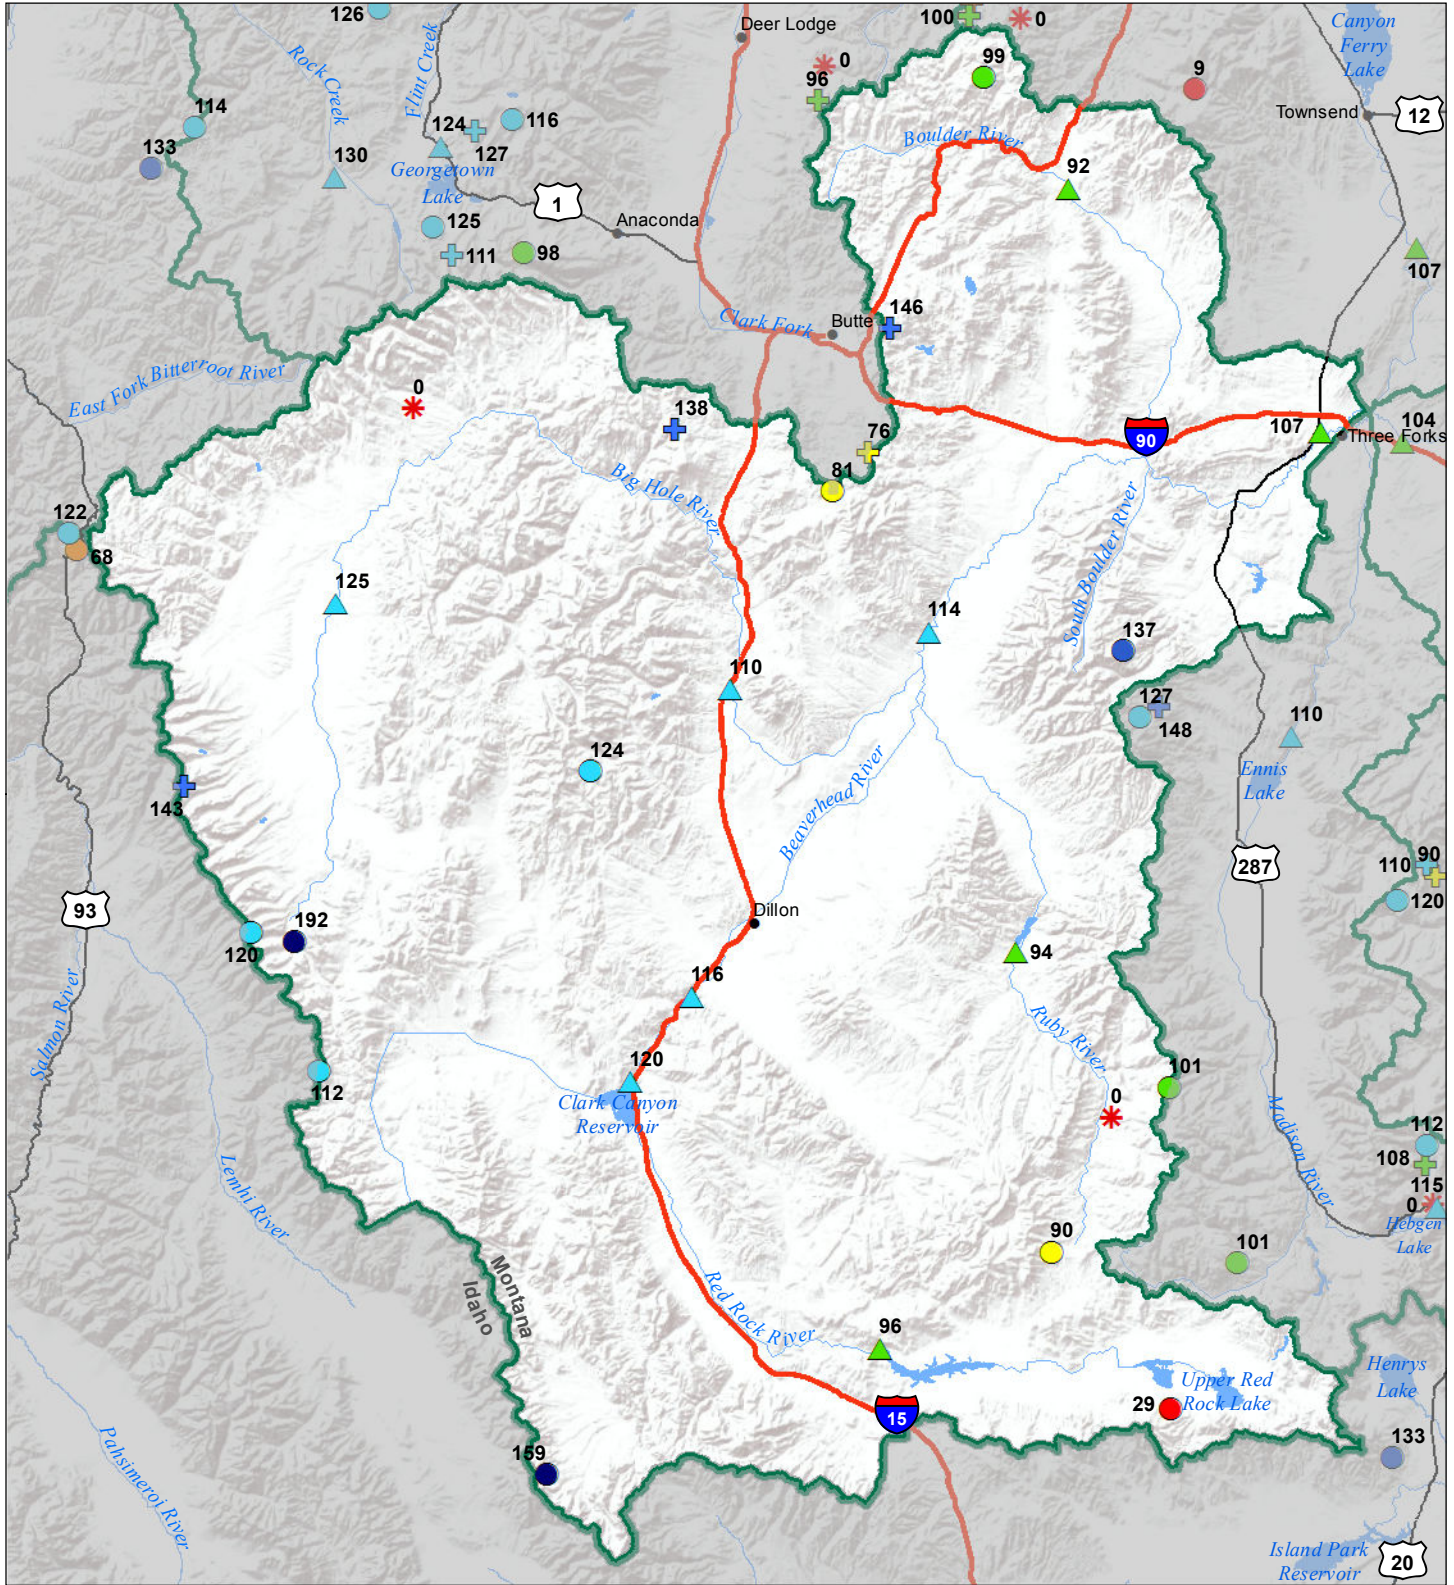 126
100
0
Canyon
Ferry
Lake
Deer Lodge
Rock Creek
Flint Creek
0
96
99
9
Townsend
12
114
133
130
124
127
116
Georgetown
Lake
Boulder River
92
1
Anaconda
125
111
98
107
Clark Fork
Butte
146
East Fork Bitterroot River
0
138
76
81
90
107
Three Forks
104
Big Hole River
122
68
125
114
South Boulder River
137
110
127
148
110
Ennis
Lake
124
143
Beaverhead River
287
110
90
120
93
Dillon
192
120
94
116
Salmon River
Ruby River
120
112
Clark Canyon
Reservoir
101
0
Madison River
112
108
115
0
Hebgen
Lake
Lemhi River
90
101
Montana
Idaho
Red Rock River
96
Upper Red
Rock Lake
29
Henrys
Lake
15
133
159
Pahsimeroi River
Island Park
Reservoir
20